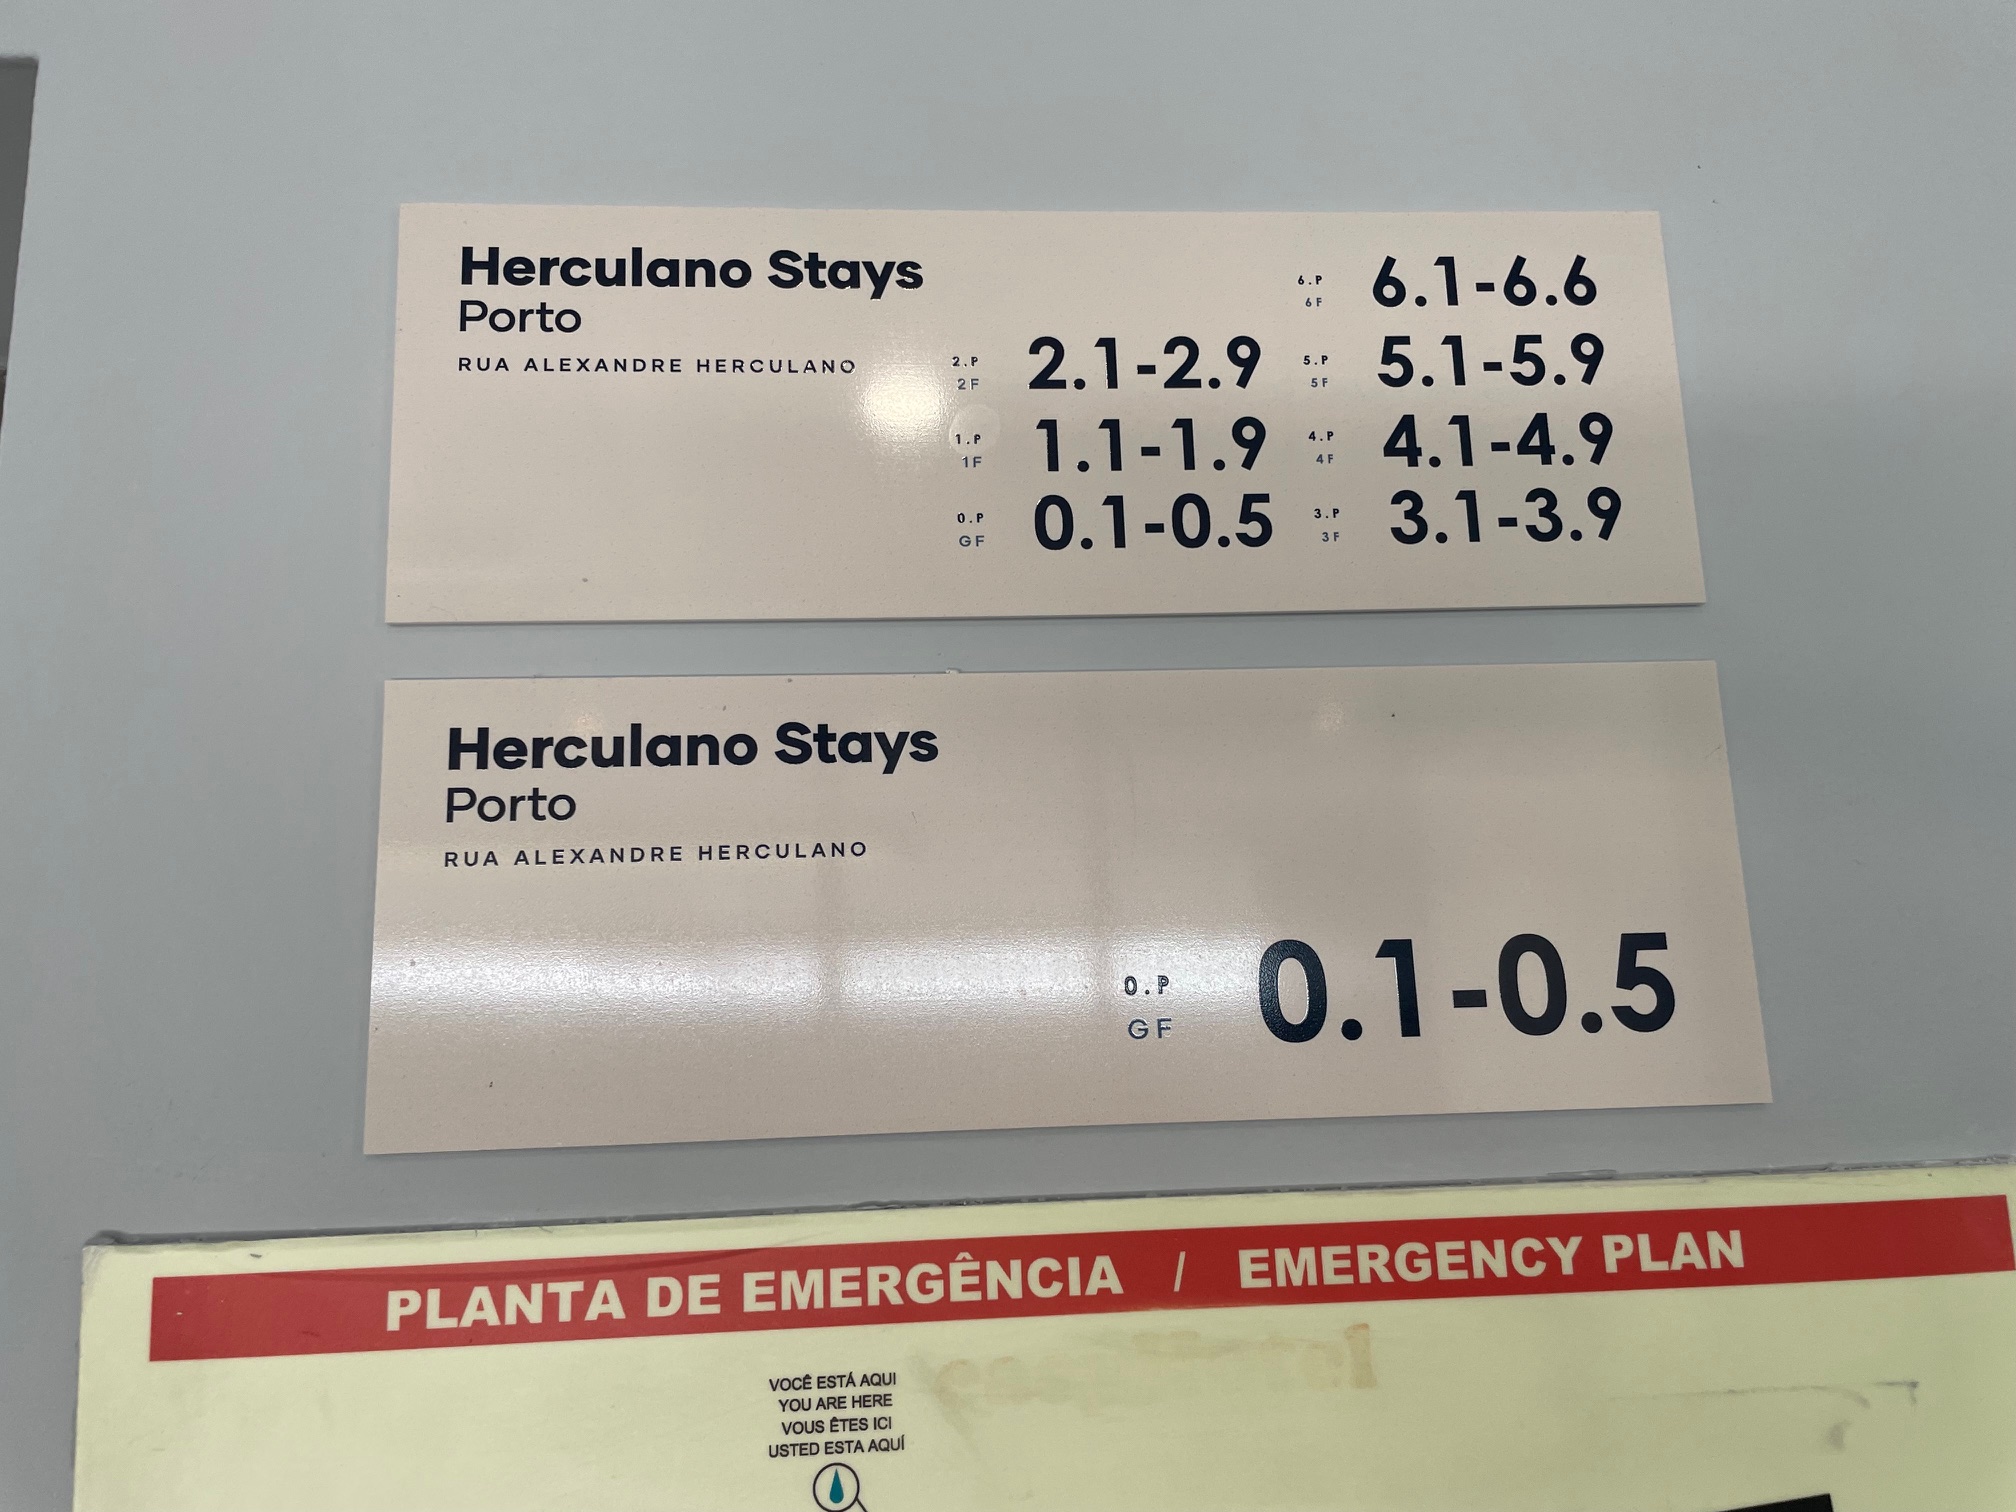 Herculano Stays
Porto
RUA ALEXANDRE HERCULANO
6.P
6F
6.1-6.6
2.P
2F
2.1-2.9
5.P
5F
5.1-5.9
1.P
1F
1.1-1.9
4.P
4F
4.1-4.9
0.P
GF
0.1-0.5
3.P
3F
3.1-3.9
Herculano Stays
Porto
RUA ALEXANDRE HERCULANO
0.P
GF
0.1-0.5
PLANTA DE EMERGÊNCIA / EMERGENCY PLAN
VOCÊ ESTÁ AQUI
YOU ARE HERE
VOUS ÊTES ICI
USTED ESTA AQUÍ